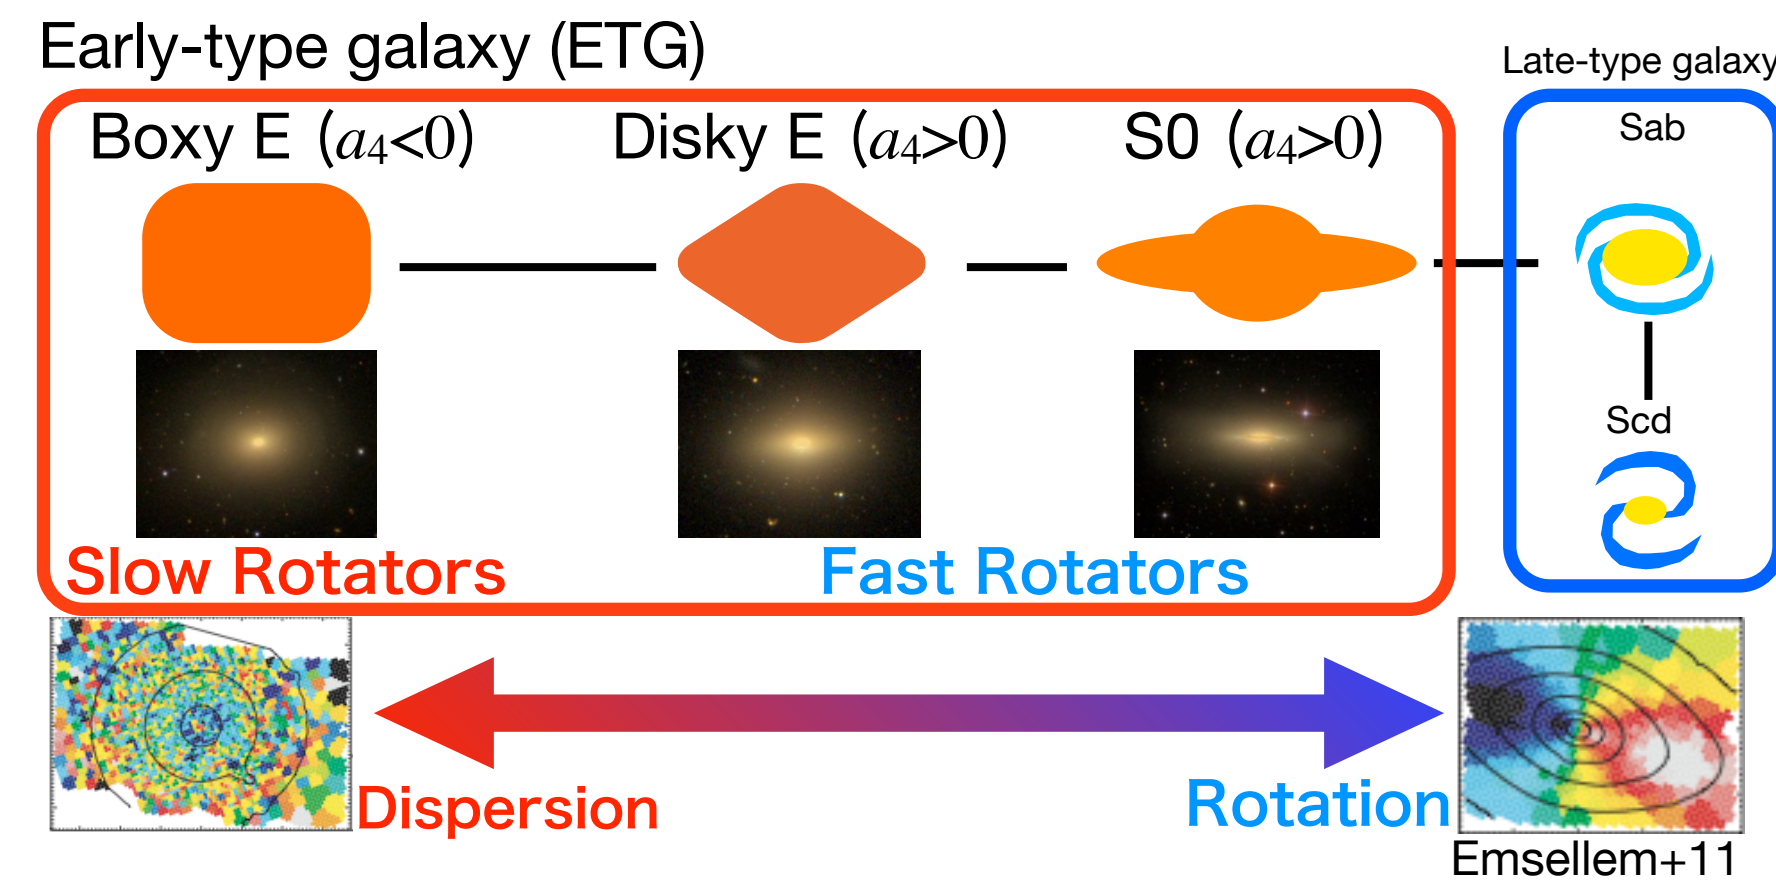 Early-type galaxy (ETG)
Late-type galaxy
Boxy E (a₄<0)
Disky E (a₄>0)
S0 (a₄>0)
Sab
Scd
Slow Rotators
Fast Rotators
Dispersion
Rotation
Emsellem+11